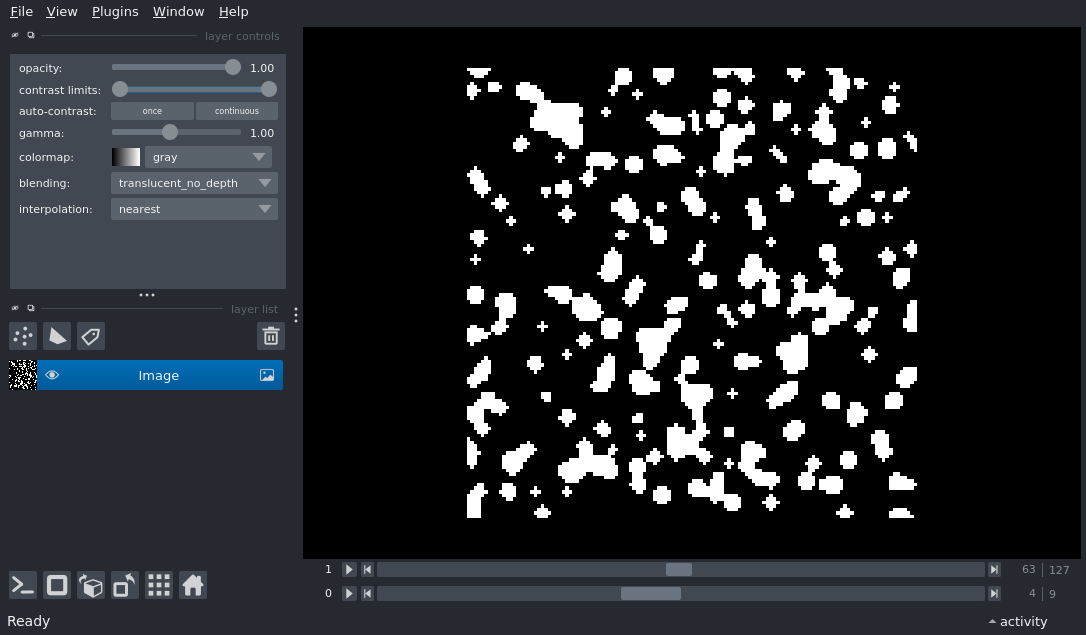 File View Plugins Window Help
layer controls
opacity: 1.00
contrast limits:
auto-contrast: once continuous
gamma: 1.00
colormap: gray
blending: translucent_no_depth
interpolation: nearest
layer list
Image
1 63 127
0 4 9
Ready activity